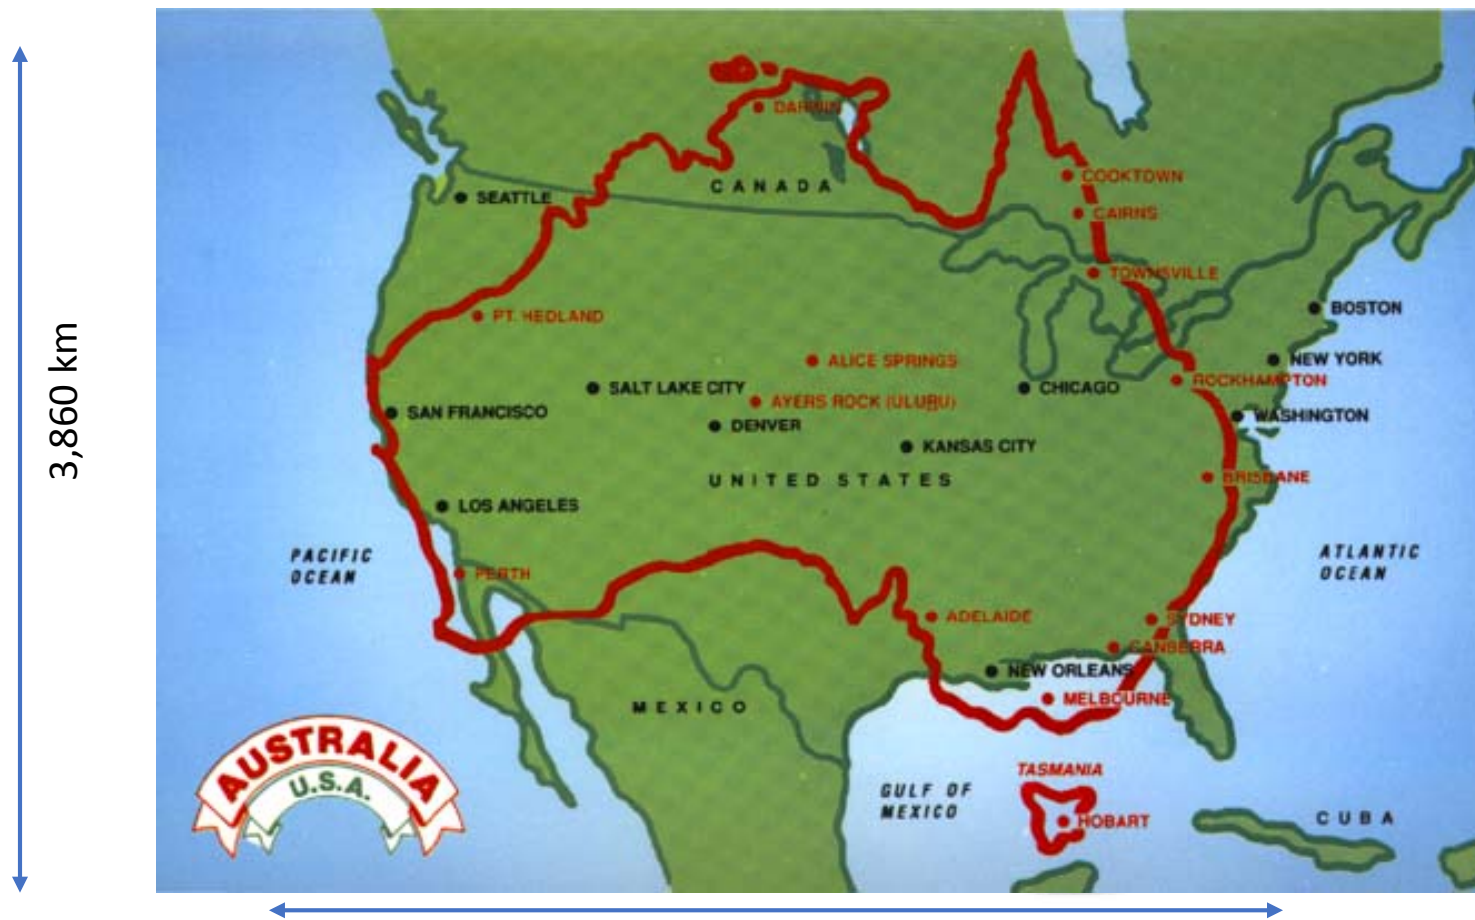 DARWIN
CANADA
COOKTOWN
SEATTLE
CAIRNS
TOWNSVILLE
PT. HEDLAND
BOSTON
ALICE SPRINGS
NEW YORK
SALT LAKE CITY
CHICAGO
ROCKHAMPTON
AYERS ROCK (ULURU)
SAN FRANCISCO
WASHINGTON
DENVER
KANSAS CITY
UNITED STATES
BRISBANE
LOS ANGELES
3,860 km
PACIFIC
OCEAN
ATLANTIC
OCEAN
PERTH
ADELAIDE
SYDNEY
CANBERRA
NEW ORLEANS
MELBOURNE
MEXICO
AUSTRALIA
U.S.A.
TASMANIA
GULF OF
MEXICO
HOBART
CUBA